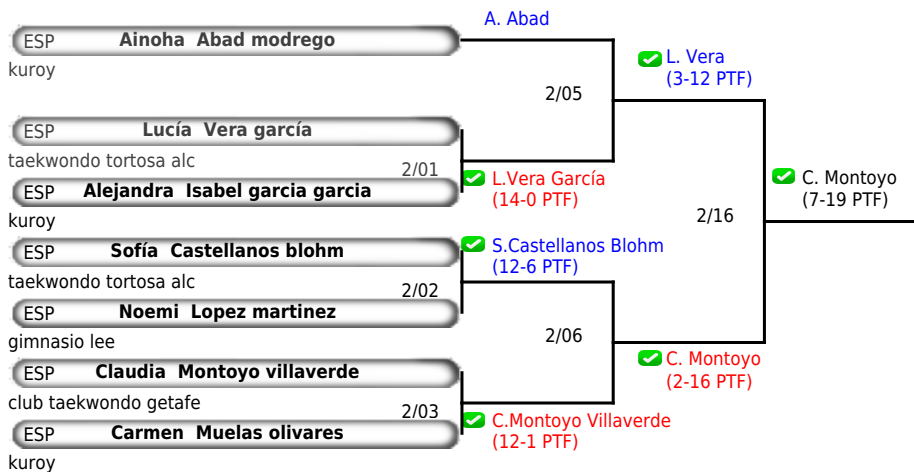 A. Abad
ESP Ainoha Abad modrego
kuroy
L. Vera
(3-12 PTF)
2/05
ESP Lucía Vera garcía
taekwondo tortosa alc
2/01
ESP Alejandra Isabel garcia garcia
kuroy
L.Vera García
(14-0 PTF)
C. Montoyo
(7-19 PTF)
2/16
ESP Sofía Castellanos blohm
taekwondo tortosa alc
S.Castellanos Blohm
(12-6 PTF)
2/02
ESP Noemi Lopez martinez
gimnasio lee
2/06
C. Montoyo
(2-16 PTF)
ESP Claudia Montoyo villaverde
club taekwondo getafe
2/03
ESP Carmen Muelas olivares
kuroy
C.Montoyo Villaverde
(12-1 PTF)